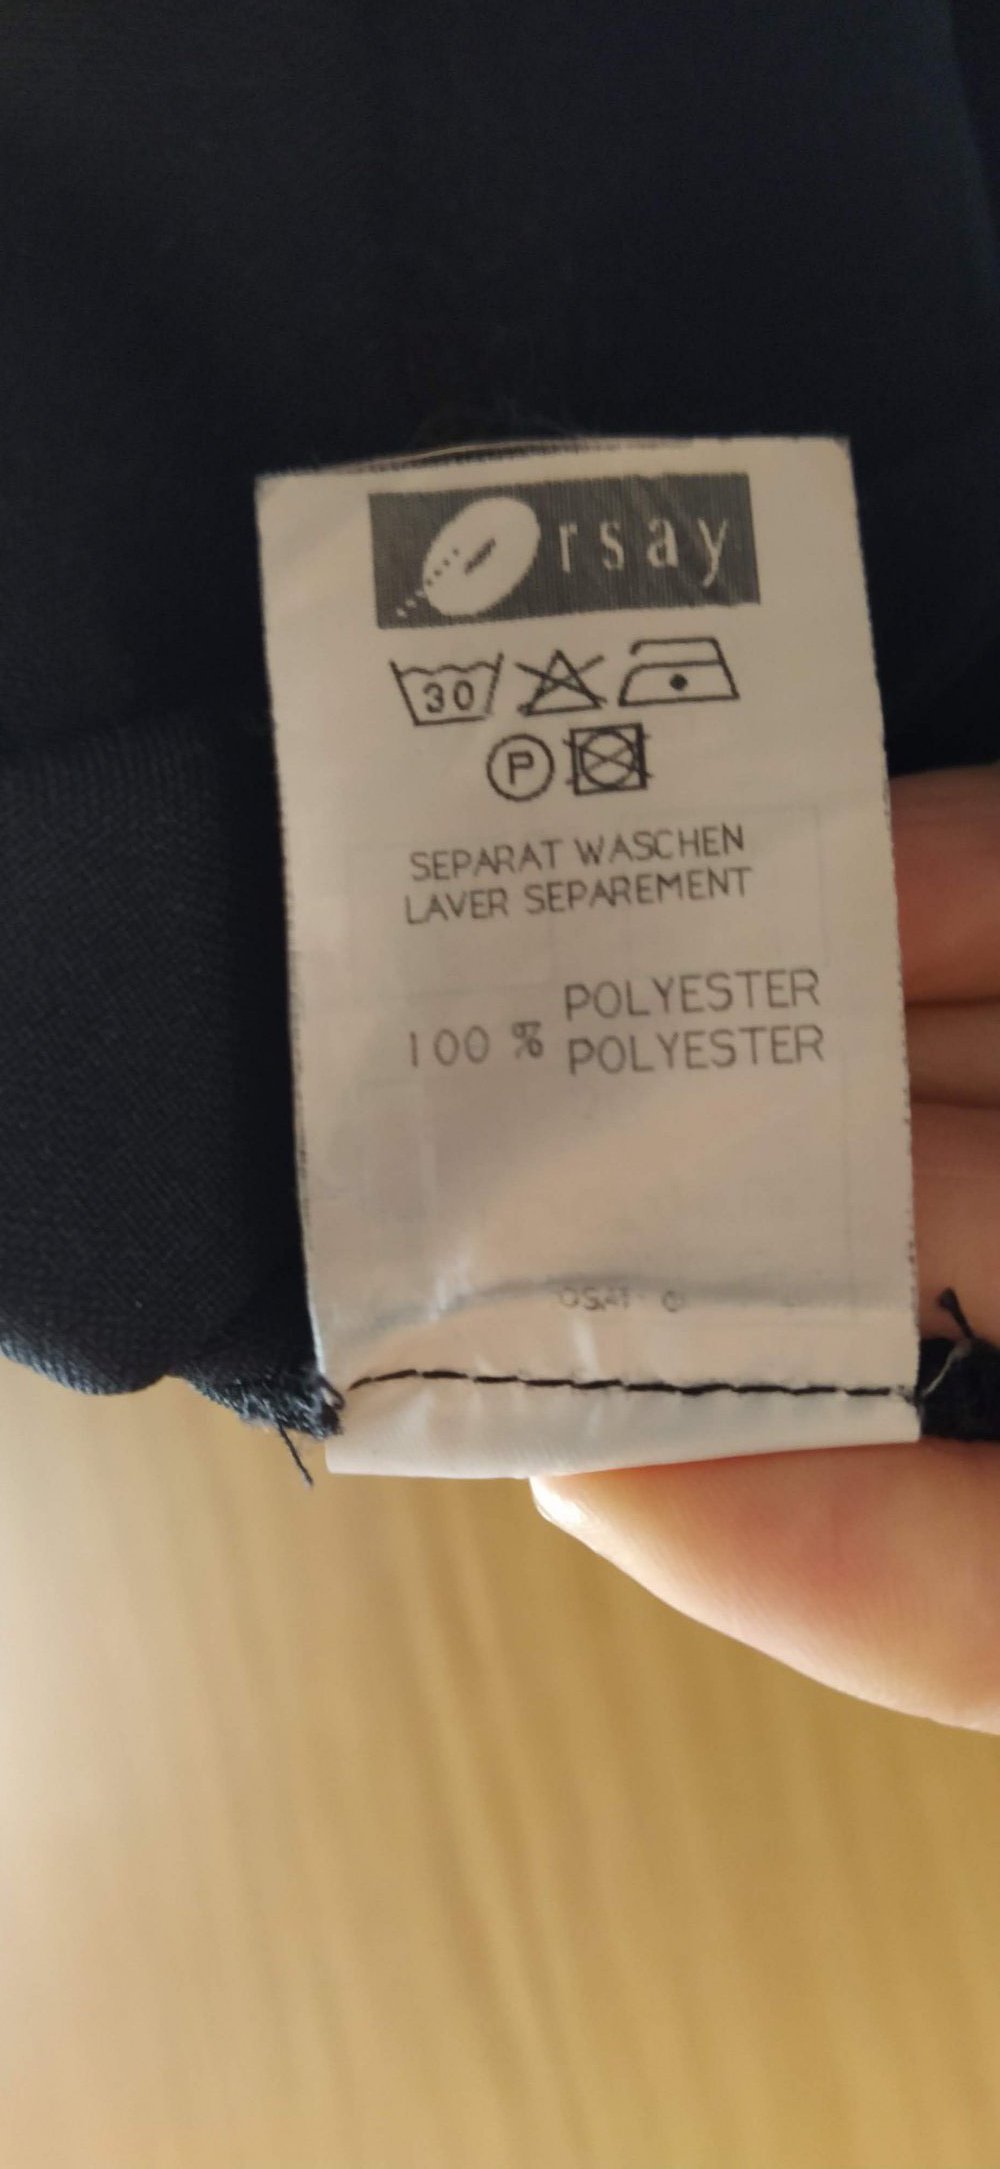 Orsay
30
P
SEPARAT WASCHEN
LAVER SEPAREMENT
100 % POLYESTER
POLYESTER